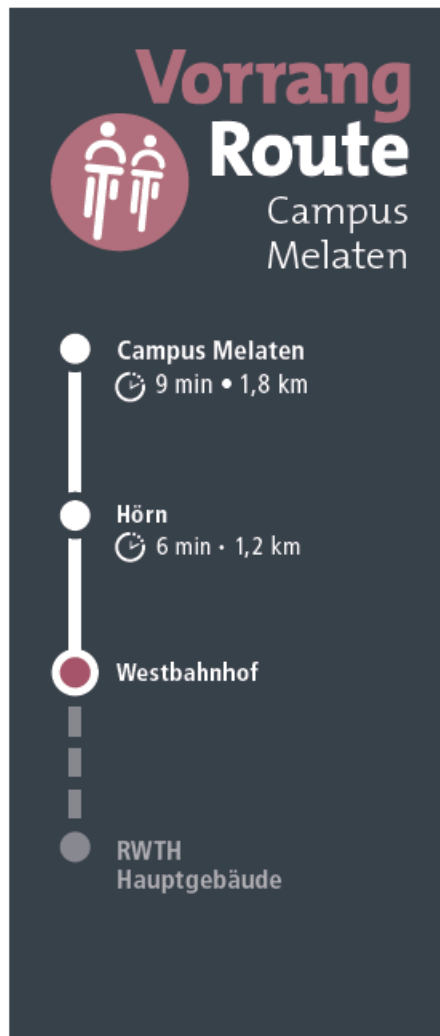 Vorrang
Route
Campus
Melaten
Campus Melaten
9 min • 1,8 km
Hörn
6 min · 1,2 km
Westbahnhof
RWTH
Hauptgebäude